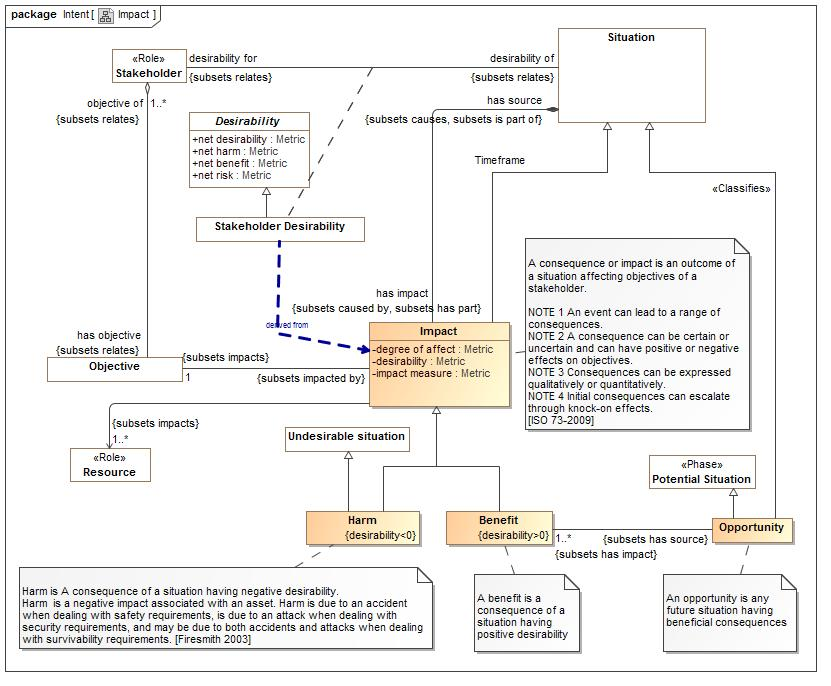 package Intent [ Impact ]
Situation
«Role»
Stakeholder
desirability for
{subsets relates}
desirability of
{subsets relates}
has source
{subsets causes, subsets is part of}
objective of 1..*
{subsets relates}
Desirability
+net desirability : Metric
+net harm : Metric
+net benefit : Metric
+net risk : Metric
Timeframe
«Classifies»
Stakeholder Desirability
A consequence or impact is an outcome of
a situation affecting objectives of a
stakeholder.
NOTE 1 An event can lead to a range of
consequences.
NOTE 2 A consequence can be certain or
uncertain and can have positive or negative
effects on objectives.
NOTE 3 Consequences can be expressed
qualitatively or quantitatively.
NOTE 4 Initial consequences can escalate
through knock-on effects.
[ISO 73-2009]
has impact
{subsets caused by, subsets has part}
derived from
Impact
-degree of affect : Metric
-desirability : Metric
-impact measure : Metric
has objective
{subsets relates}
Objective
{subsets impacts}
1
{subsets impacted by}
{subsets impacts}
1..*
«Role»
Resource
Undesirable situation
«Phase»
Potential Situation
Harm
{desirability<0}
Benefit
{desirability>0}
1..*
{subsets has source}
{subsets has impact}
Opportunity
Harm is A consequence of a situation having negative desirability.
Harm is a negative impact associated with an asset. Harm is due to an accident
when dealing with safety requirements, is due to an attack when dealing with
security requirements, and may be due to both accidents and attacks when dealing
with survivability requirements. [Firesmith 2003]
A benefit is a
consequence of a
situation having
positive desirability
An opportunity is any
future situation having
beneficial consequences